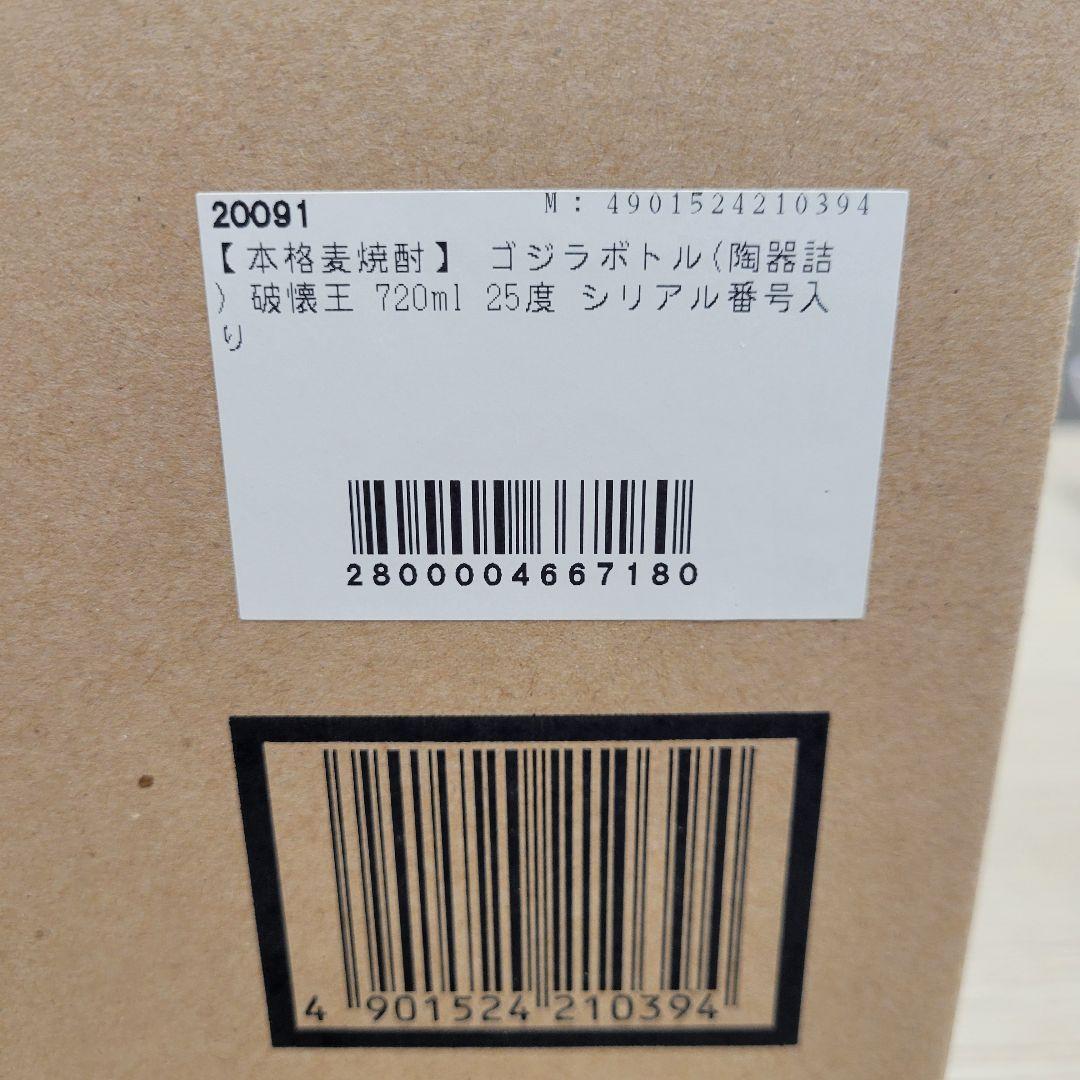 20091
M: 4901524210394
【本格麦焼酎】 ゴジラボトル(陶器詰
)破懐王 720ml 25度 シリアル番号入
り
2800004667180
4 901524 210394